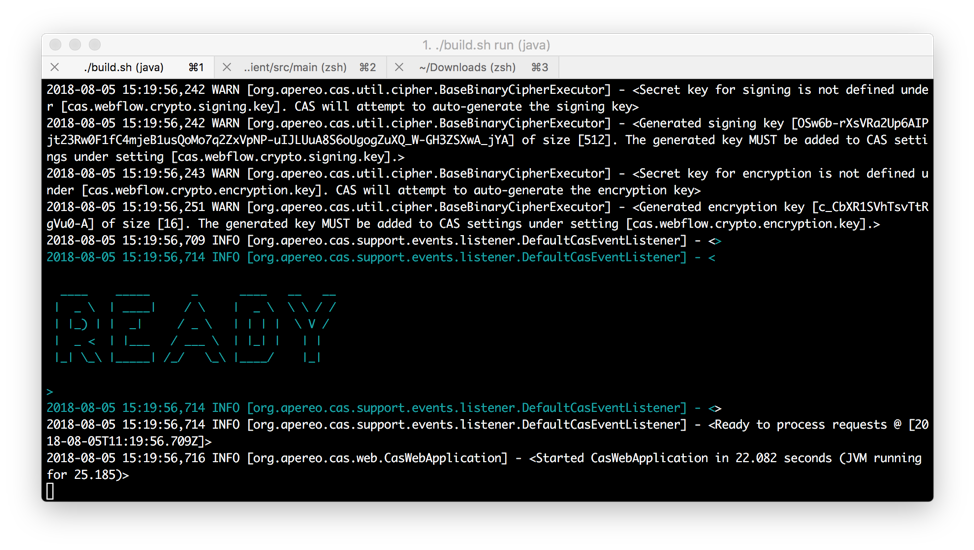 1. ./build.sh run (java)
./build.sh (java) ⌘1 ..ient/src/main (zsh) ⌘2 ~/Downloads (zsh) ⌘3
2018-08-05 15:19:56,242 WARN [org.apereo.cas.util.cipher.BaseBinaryCipherExecutor] - <Secret key for signing is not defined unde
r [cas.webflow.crypto.signing.key]. CAS will attempt to auto-generate the signing key>
2018-08-05 15:19:56,242 WARN [org.apereo.cas.util.cipher.BaseBinaryCipherExecutor] - <Generated signing key [OSw6b-rXsVRa2Up6AIP
jt23Rw0F1fC4mjeB1usQoMo7q2ZxVpNP-uIJLUuA8S6oUgogZuXQ_W-GH3ZSXwA_jYA] of size [512]. The generated key MUST be added to CAS setti
ngs under setting [cas.webflow.crypto.signing.key].>
2018-08-05 15:19:56,243 WARN [org.apereo.cas.util.cipher.BaseBinaryCipherExecutor] - <Secret key for encryption is not defined u
nder [cas.webflow.crypto.encryption.key]. CAS will attempt to auto-generate the encryption key>
2018-08-05 15:19:56,251 WARN [org.apereo.cas.util.cipher.BaseBinaryCipherExecutor] - <Generated encryption key [c_CbXR1SVhTsvTtR
gVu0-A] of size [16]. The generated key MUST be added to CAS settings under setting [cas.webflow.crypto.encryption.key].>
2018-08-05 15:19:56,709 INFO [org.apereo.cas.support.events.listener.DefaultCasEventListener] - <>
2018-08-05 15:19:56,714 INFO [org.apereo.cas.support.events.listener.DefaultCasEventListener] - <
READY
>
2018-08-05 15:19:56,714 INFO [org.apereo.cas.support.events.listener.DefaultCasEventListener] - <>
2018-08-05 15:19:56,714 INFO [org.apereo.cas.support.events.listener.DefaultCasEventListener] - <Ready to process requests @ [20
18-08-05T11:19:56.709Z]>
2018-08-05 15:19:56,716 INFO [org.apereo.cas.web.CasWebApplication] - <Started CasWebApplication in 22.082 seconds (JVM running
for 25.185)>